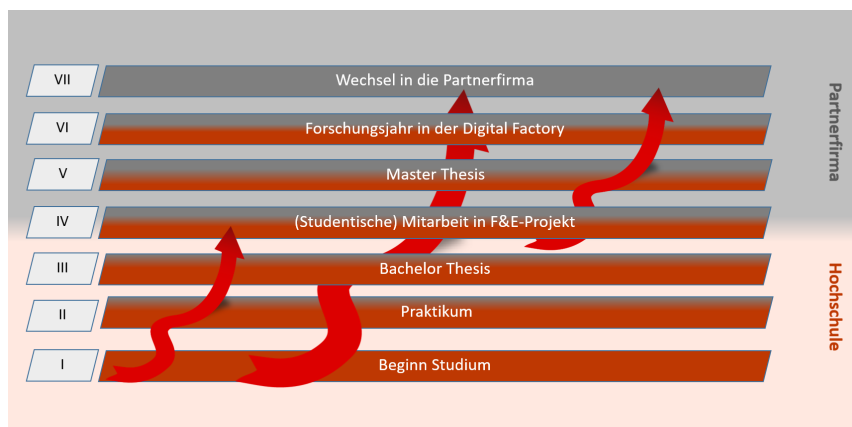 VII
Wechsel in die Partnerfirma
VI
Forschungsjahr in der Digital Factory
V
Master Thesis
IV
(Studentische) Mitarbeit in F&E-Projekt
III
Bachelor Thesis
II
Praktikum
I
Beginn Studium
Partnerfirma
Hochschule